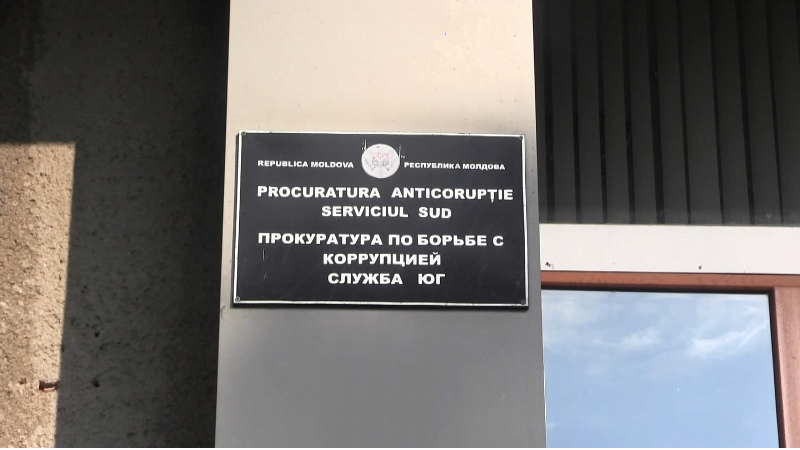 REPUBLICA MOLDOVA РЕСПУБЛИКА МОЛДОВА
PROCURATURA ANTICORUPȚIE
SERVICIUL SUD
ПРОКУРАТУРА ПО БОРЬБЕ С
КОРРУПЦИЕЙ
СЛУЖБА ЮГ